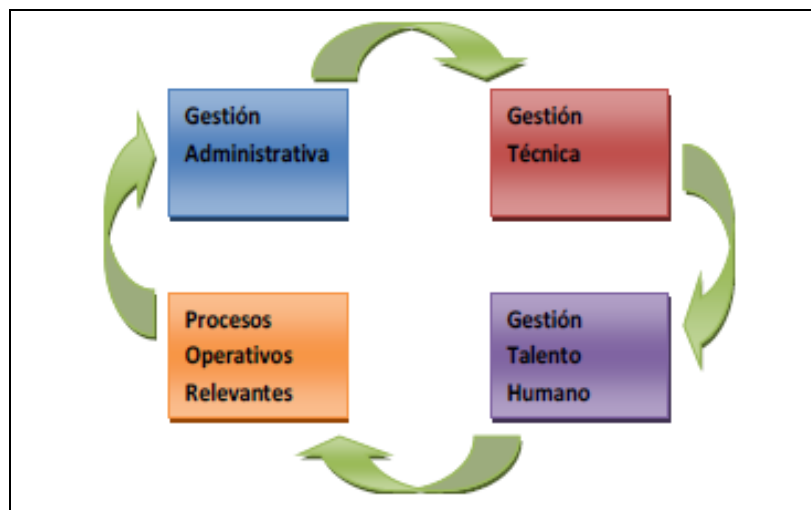 Gestión
Administrativa
Gestión
Técnica
Procesos
Operativos
Relevantes
Gestión
Talento
Humano